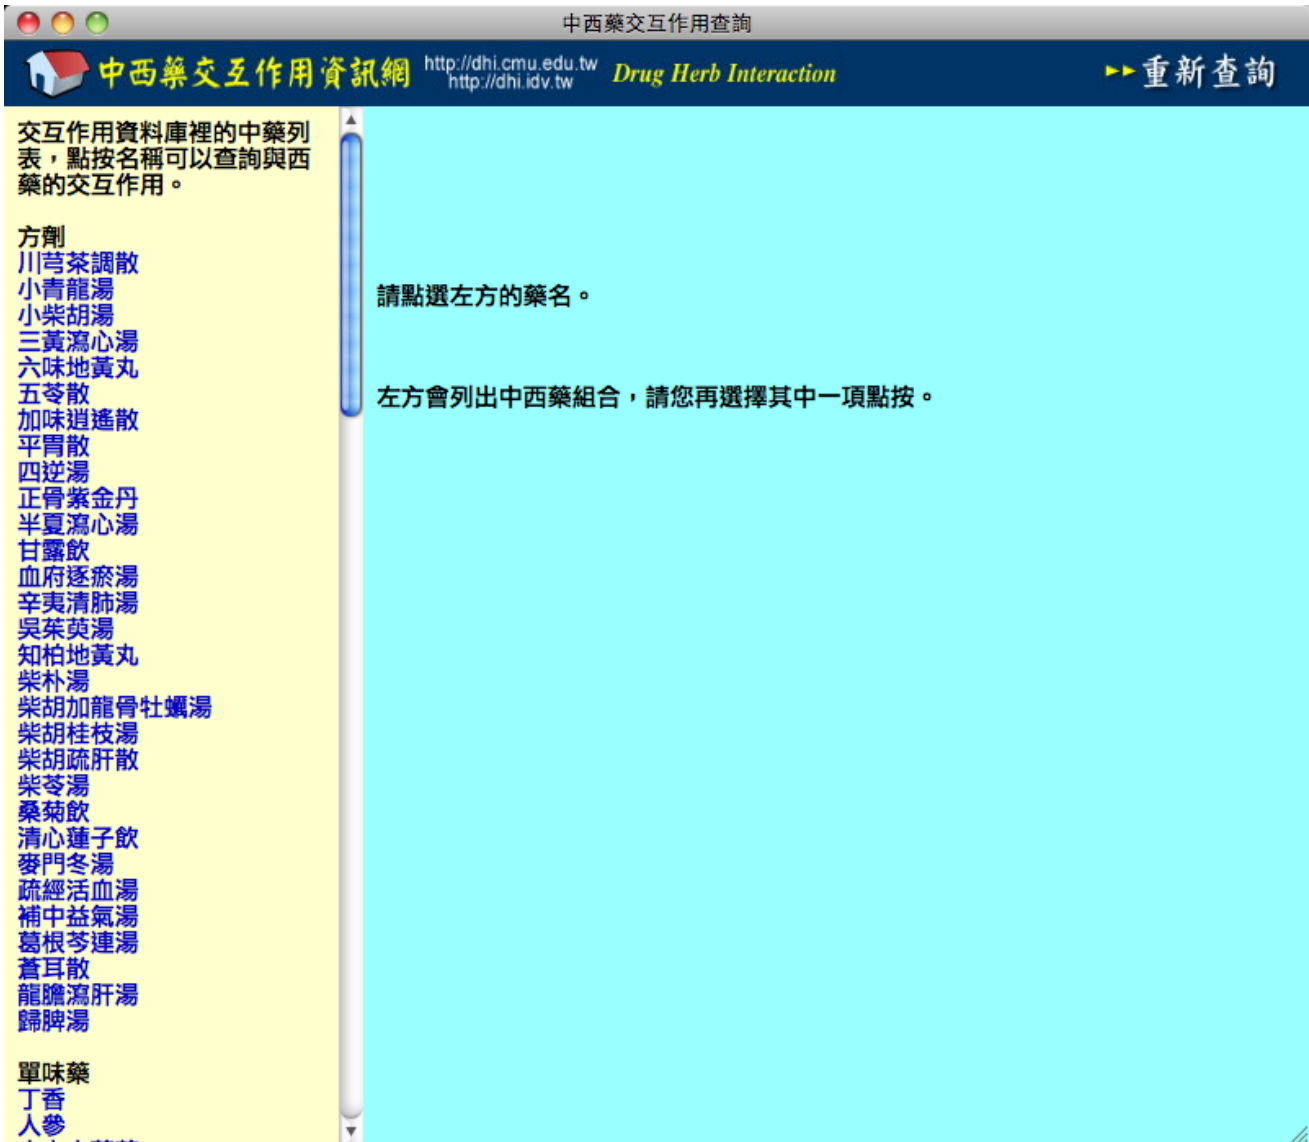 中西藥交互作用查詢
中西藥交互作用資訊網 http://dhi.cmu.edu.tw http://dhi.idv.tw Drug Herb Interaction ▸▸重新查詢
交互作用資料庫裡的中藥列
表，點按名稱可以查詢與西
藥的交互作用。
方劑
川芎茶調散
小青龍湯
小柴胡湯
三黃瀉心湯
六味地黃丸
五苓散
加味逍遙散
平胃散
四逆湯
正骨紫金丹
半夏瀉心湯
甘露飲
血府逐瘀湯
辛夷清肺湯
吳茱萸湯
知柏地黃丸
柴朴湯
柴胡加龍骨牡蠣湯
柴胡桂枝湯
柴胡疏肝散
柴苓湯
桑菊飲
清心蓮子飲
麥門冬湯
疏經活血湯
補中益氣湯
葛根芩連湯
蒼耳散
龍膽瀉肝湯
歸脾湯
單味藥
丁香
人參
請點選左方的藥名。
左方會列出中西藥組合，請您再選擇其中一項點按。